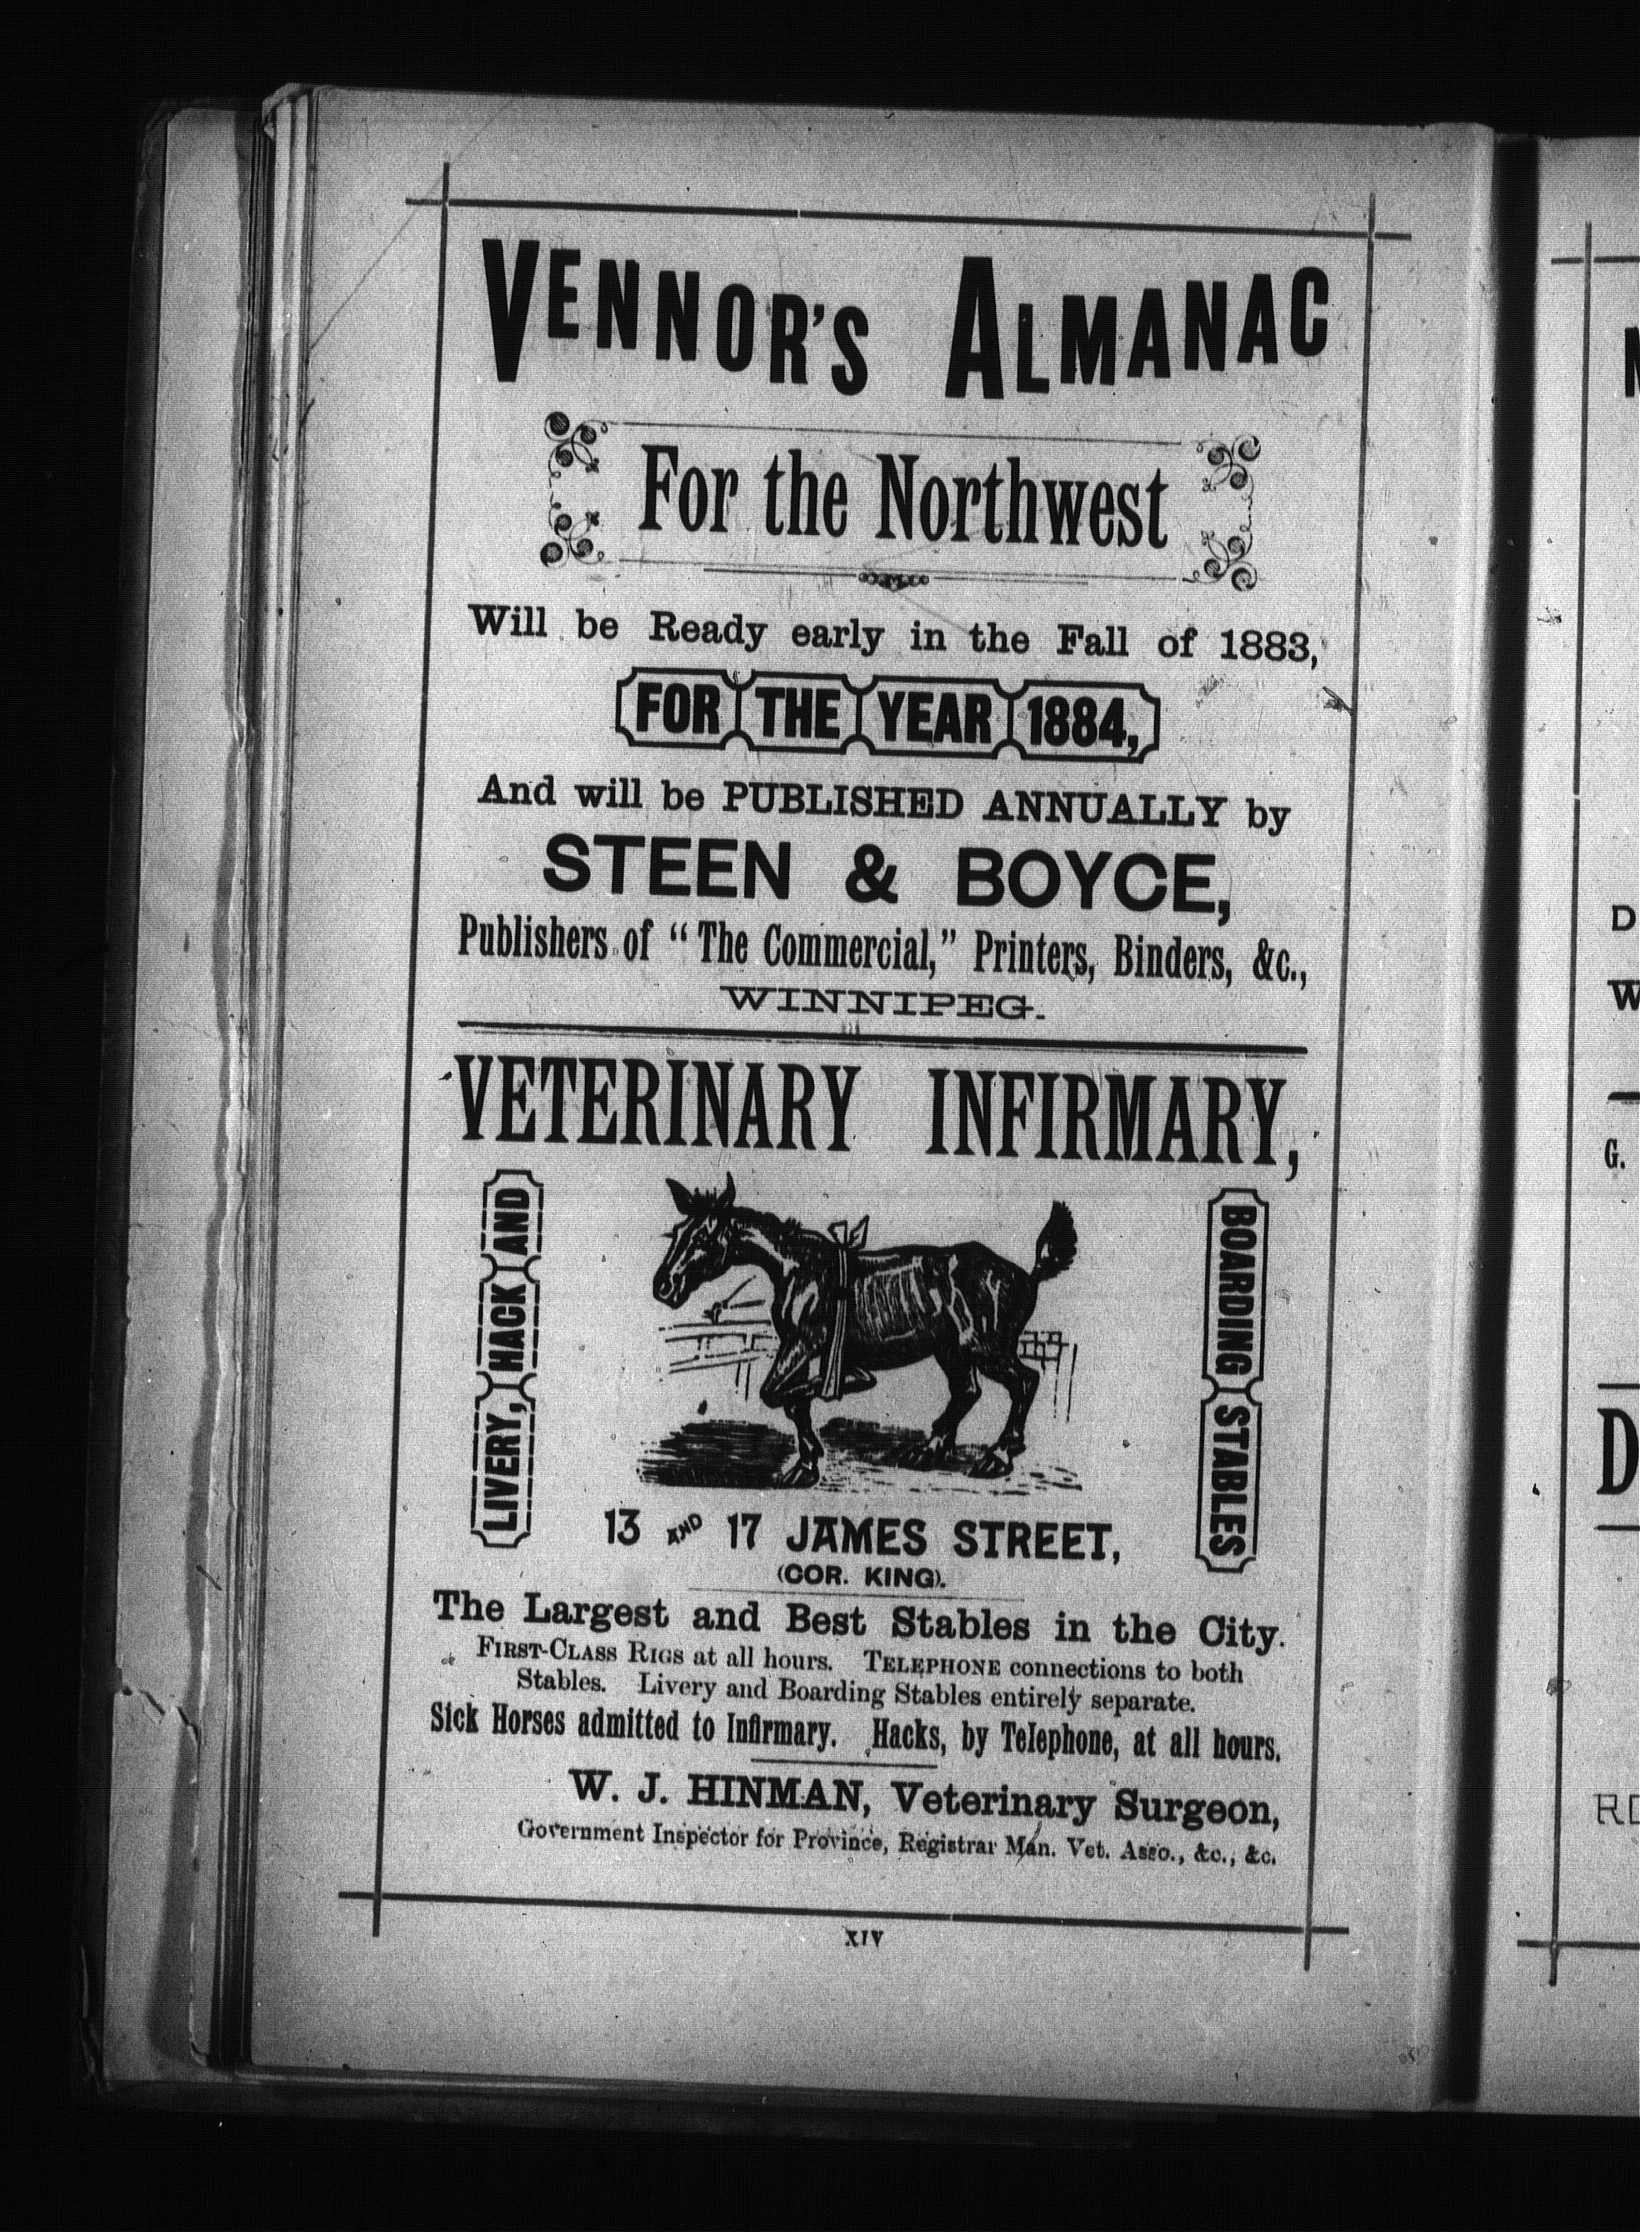 VENNOR'S ALMANAC
For the Northwest
Will be Ready early in the Fall of 1883,
FOR THE YEAR 1884,
And will be PUBLISHED ANNUALLY by
STEEN & BOYCE,
Publishers of "The Commercial," Printers, Binders, &c.,
WINNIPEG.
VETERINARY INFIRMARY,
LIVERY, HACK AND
BOARDING STABLES
13 AND 17 JAMES STREET,
(COR. KING).
The Largest and Best Stables in the City.
FIRST-CLASS RIGS at all hours. TELEPHONE connections to both
Stables. Livery and Boarding Stables entirely separate.
Sick Horses admitted to Infirmary. Hacks, by Telephone, at all hours.
W. J. HINMAN, Veterinary Surgeon,
Government Inspector for Province, Registrar Man. Vet. Asso., &c., &c.
XIV
D
W
G.
D